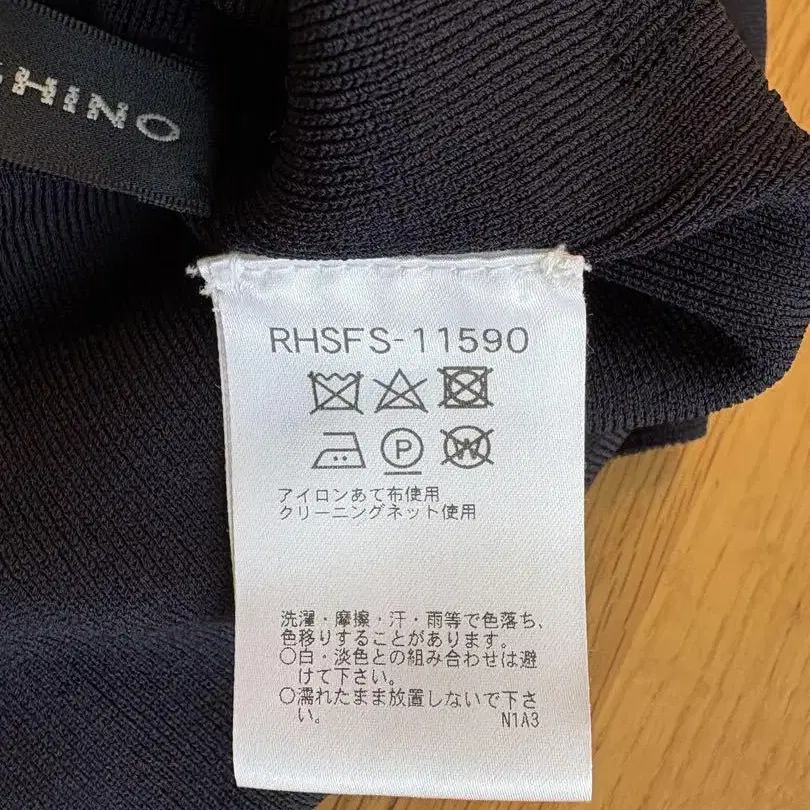 CHINO
RHSFS-11590
P
W
アイロンあて布使用
クリーニングネット使用
洗濯・摩擦・汗・雨等で色落ち、
色移りすることがあります。
○白・淡色との組み合わせは避
けて下さい。
○濡れたまま放置しないで下さ
い。
N1A3